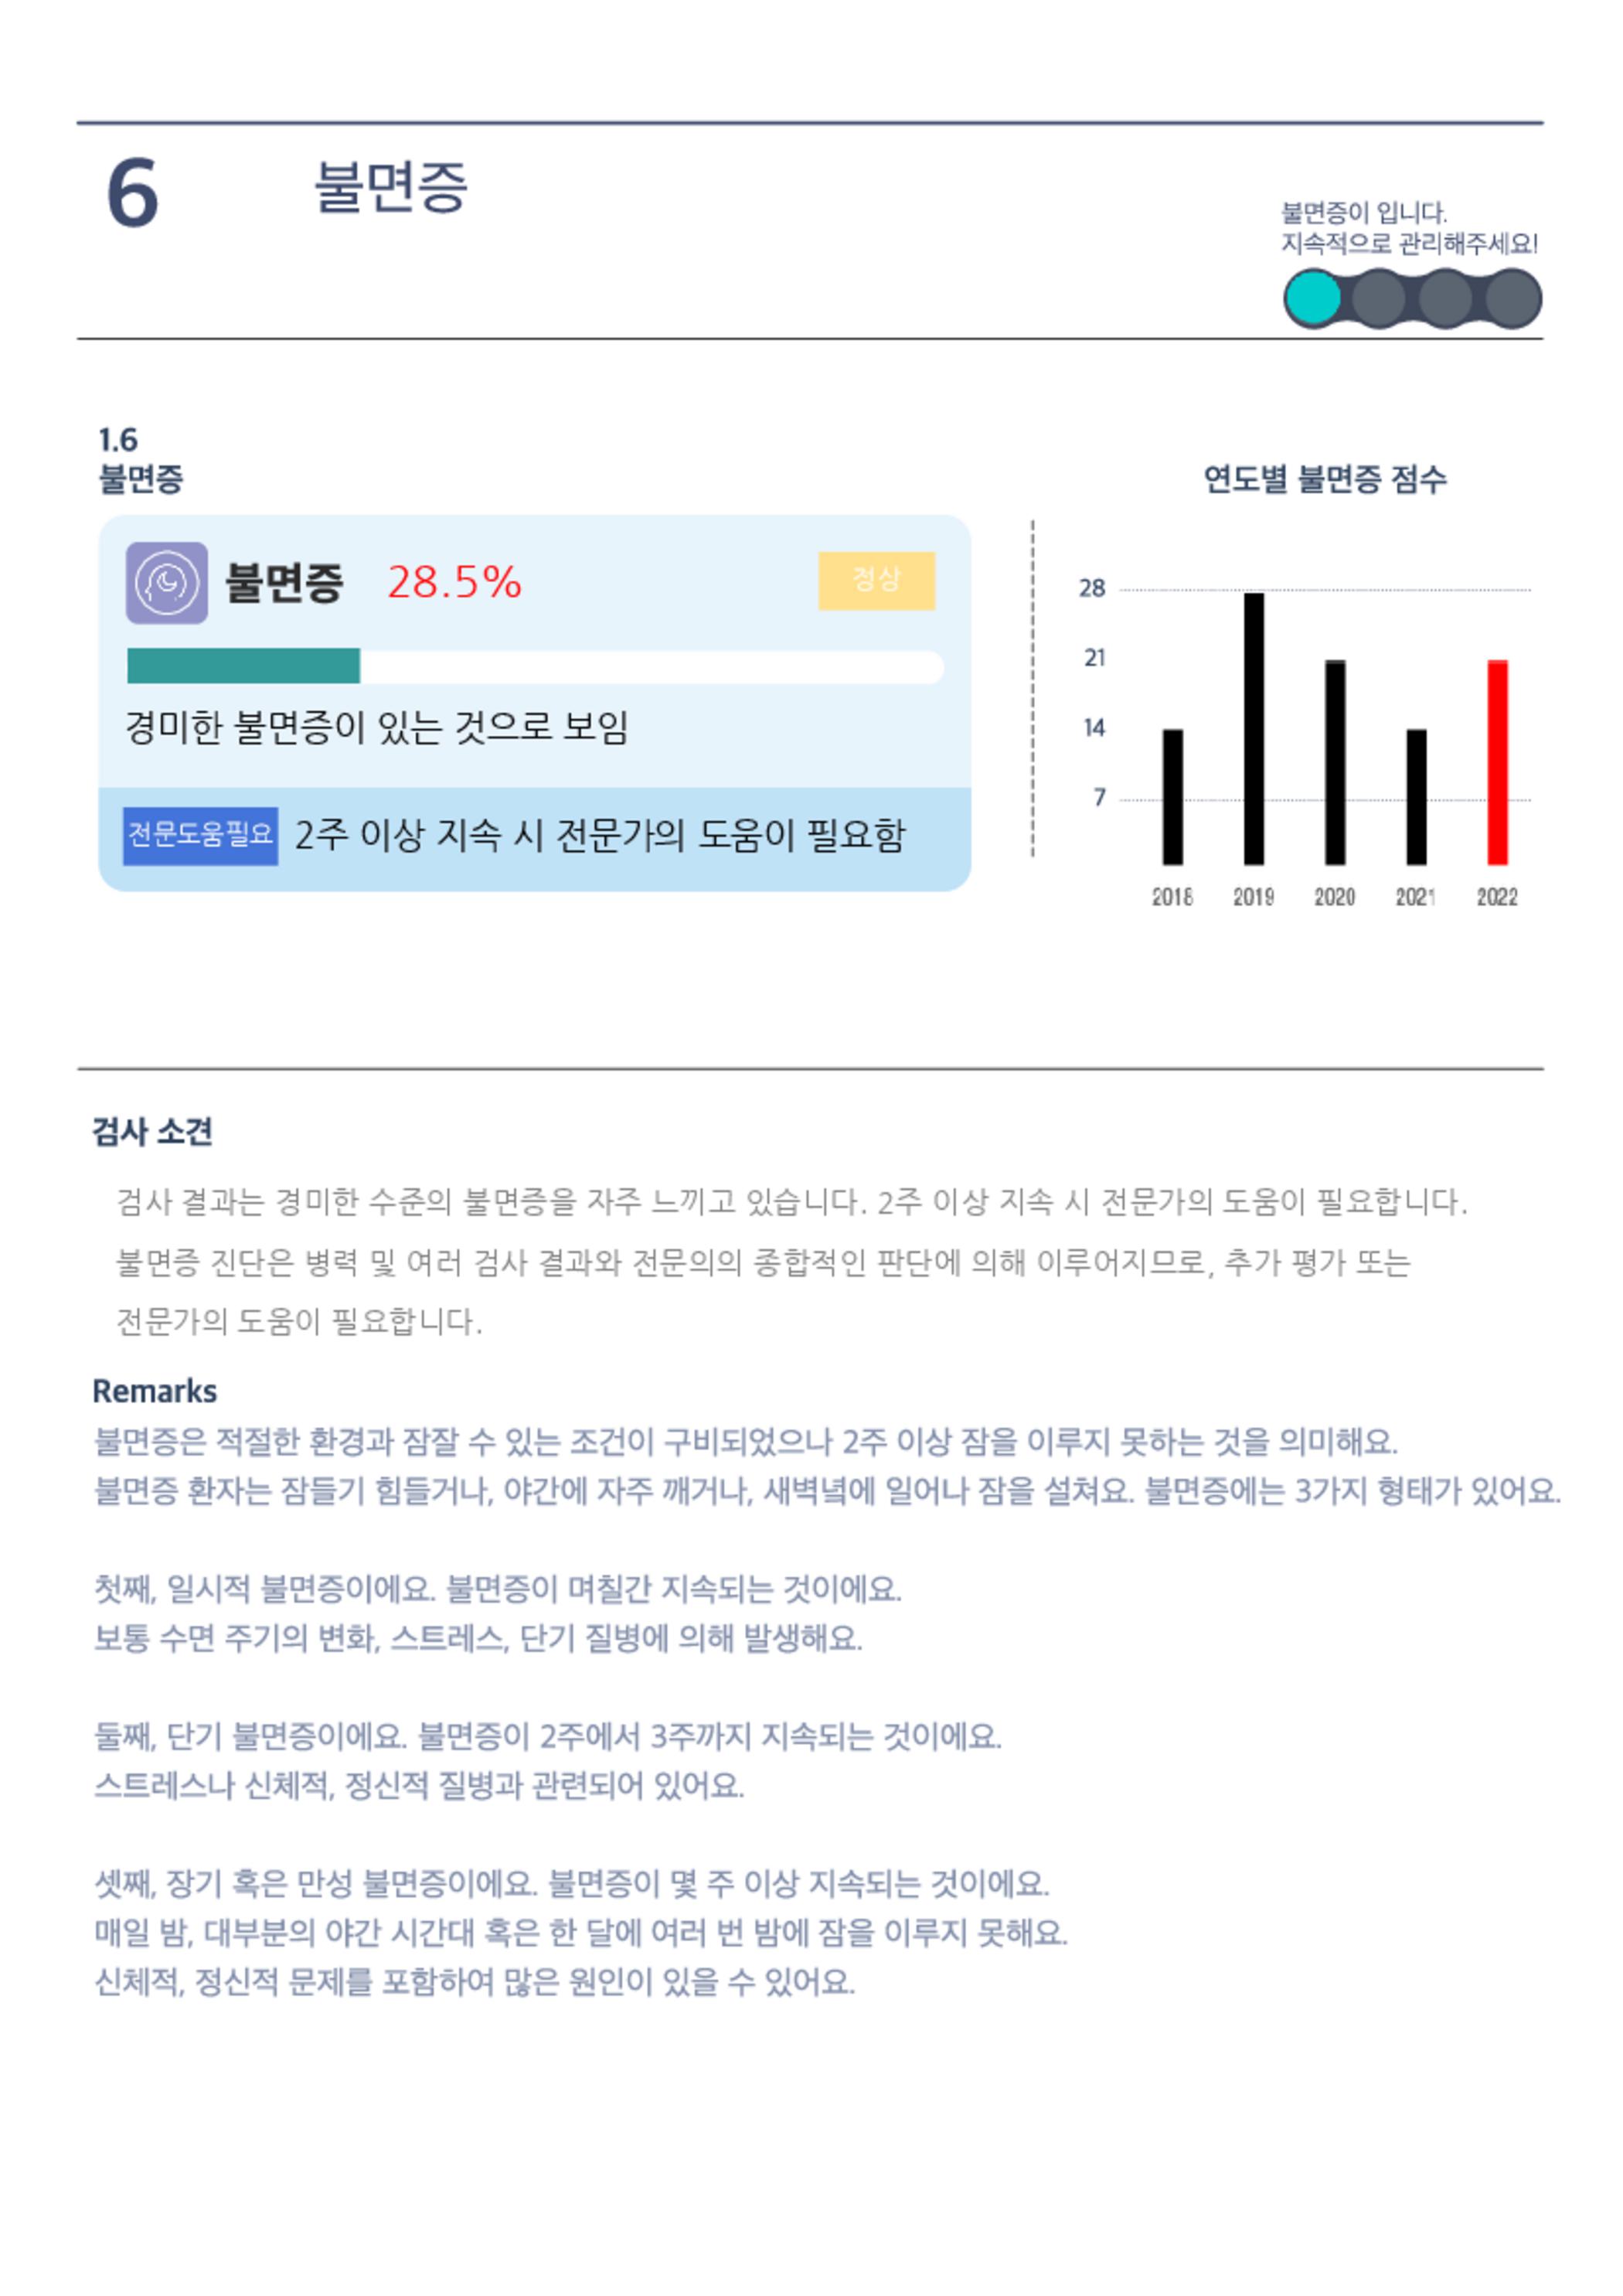 6
불면증
불면증이 입니다.
지속적으로 관리해주세요!
1.6
불면증
불면증 28.5%
정상
경미한 불면증이 있는 것으로 보임
전문도움필요 2주 이상 지속 시 전문가의 도움이 필요함
연도별 불면증 점수
28
21
14
7
2018 2019 2020 2021 2022
검사 소견
검사 결과는 경미한 수준의 불면증을 자주 느끼고 있습니다. 2주 이상 지속 시 전문가의 도움이 필요합니다.
불면증 진단은 병력 및 여러 검사 결과와 전문의의 종합적인 판단에 의해 이루어지므로, 추가 평가 또는
전문가의 도움이 필요합니다.
Remarks
불면증은 적절한 환경과 잠잘 수 있는 조건이 구비되었으나 2주 이상 잠을 이루지 못하는 것을 의미해요.
불면증 환자는 잠들기 힘들거나, 야간에 자주 깨거나, 새벽녘에 일어나 잠을 설쳐요. 불면증에는 3가지 형태가 있어요.
첫째, 일시적 불면증이에요. 불면증이 며칠간 지속되는 것이에요.
보통 수면 주기의 변화, 스트레스, 단기 질병에 의해 발생해요.
둘째, 단기 불면증이에요. 불면증이 2주에서 3주까지 지속되는 것이에요.
스트레스나 신체적, 정신적 질병과 관련되어 있어요.
셋째, 장기 혹은 만성 불면증이에요. 불면증이 몇 주 이상 지속되는 것이에요.
매일 밤, 대부분의 야간 시간대 혹은 한 달에 여러 번 밤에 잠을 이루지 못해요.
신체적, 정신적 문제를 포함하여 많은 원인이 있을 수 있어요.